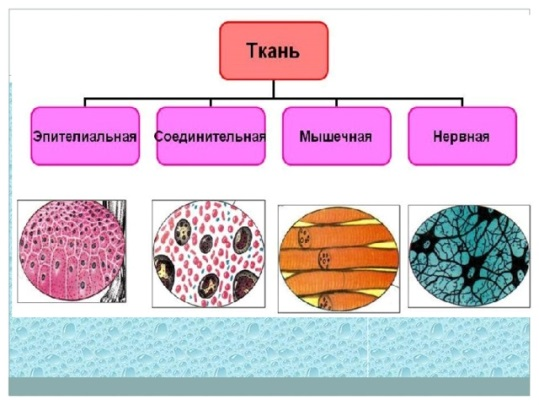 Ткань
Эпителиальная
Соединительная
Мышечная
Нервная